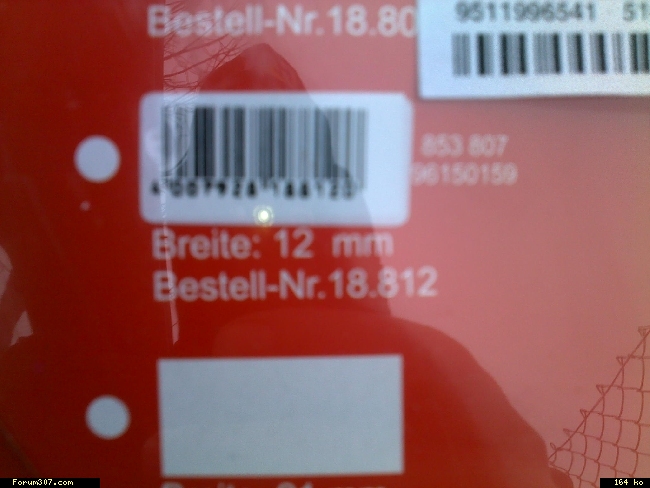 Bestell-Nr.18.80
9511996541 51
853 807
96150159
Breite: 12 mm
Bestell-Nr.18.812
Forum307.com
164 ko